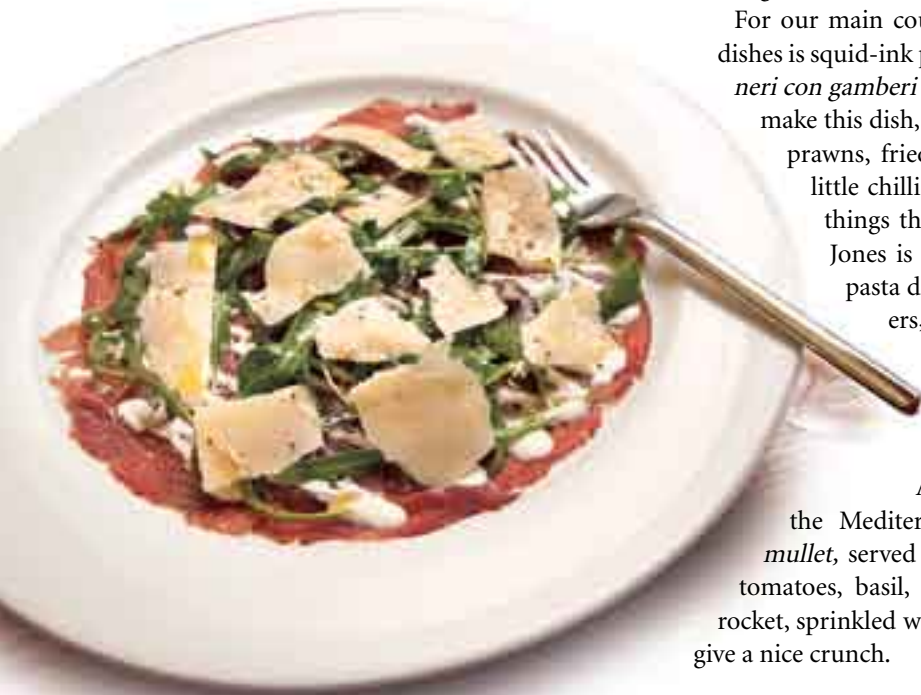 For our main cou
dishes is squid-ink
neri con gamberi
make this dish,
prawns, fried
little chilli
things th
Jones is
pasta d
ers,
the Mediter
mullet, served
tomatoes, basil,
rocket, sprinkled w
give a nice crunch.